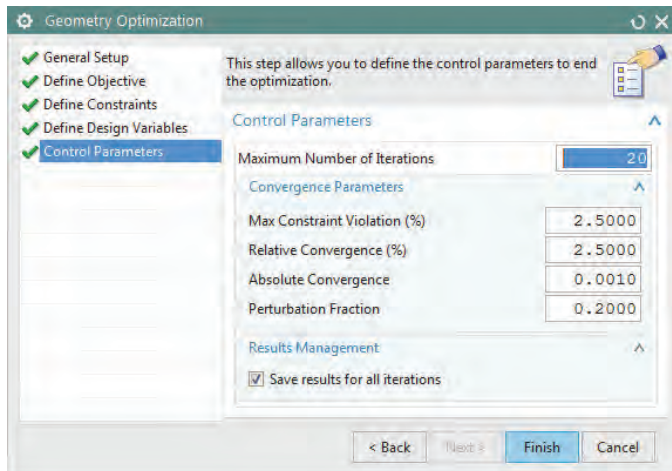 Geometry Optimization
General Setup
Define Objective
Define Constraints
Define Design Variables
Control Parameters
This step allows you to define the control parameters to end
the optimization.
Control Parameters
Maximum Number of Iterations 20
Convergence Parameters
Max Constraint Violation (%) 2.5000
Relative Convergence (%) 2.5000
Absolute Convergence 0.0010
Perturbation Fraction 0.2000
Results Management
Save results for all iterations
< Back Next > Finish Cancel